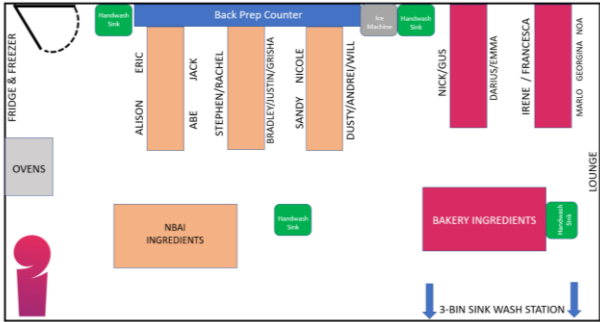 Handwash
Sink
Back Prep Counter
Ice
Machine
Handwash
Sink
FRIDGE & FREEZER
ALISON ERIC
ABE JACK
STEPHEN/RACHEL
BRADLEY/JUSTIN/GRISHA
SANDY NICOLE
DUSTY/ANDREI/WILL
NICK/GUS
DARIUS/EMMA
IRENE / FRANCESCA
MARLO GEORGINA NOA
OVENS
LOUNGE
NBAI
INGREDIENTS
Handwash
Sink
BAKERY INGREDIENTS
Handwash
Sink
3-BIN SINK WASH STATION